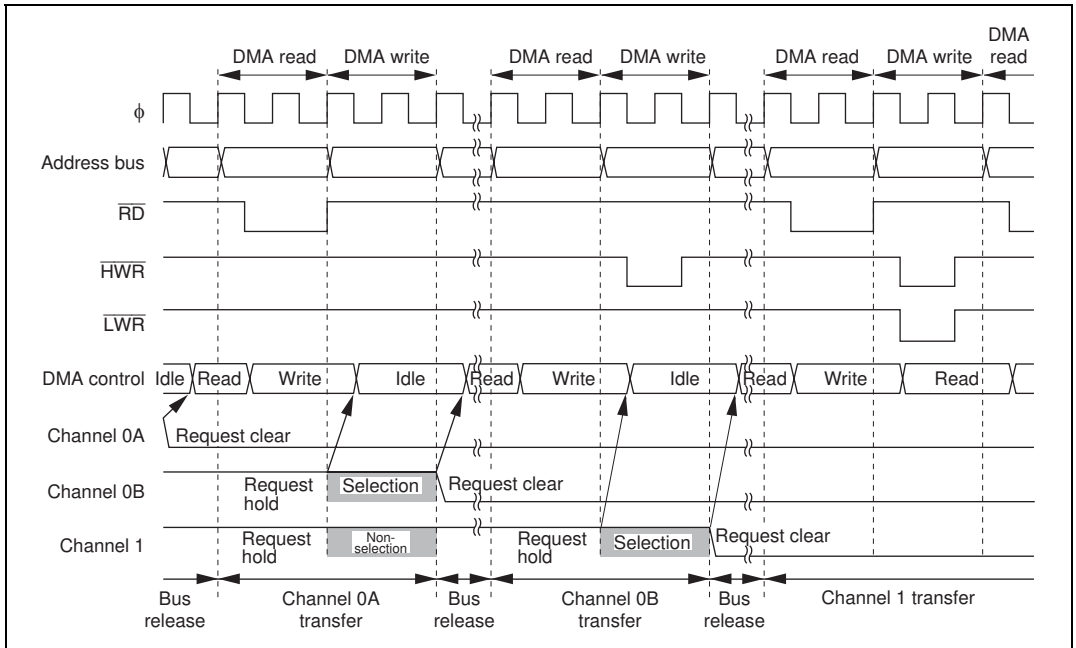 DMA
DMA read DMA write DMA read DMA write DMA read DMA write read
ϕ
Address bus
RD
HWR
LWR
DMA control Idle Read Write Idle Read Write Idle Read Write Read
Channel 0A Request clear
Channel 0B Request hold Selection Request clear
Channel 1 Request hold Non-selection Request hold Selection Request clear
Bus release Channel 0A transfer Bus release Channel 0B transfer Bus release Channel 1 transfer